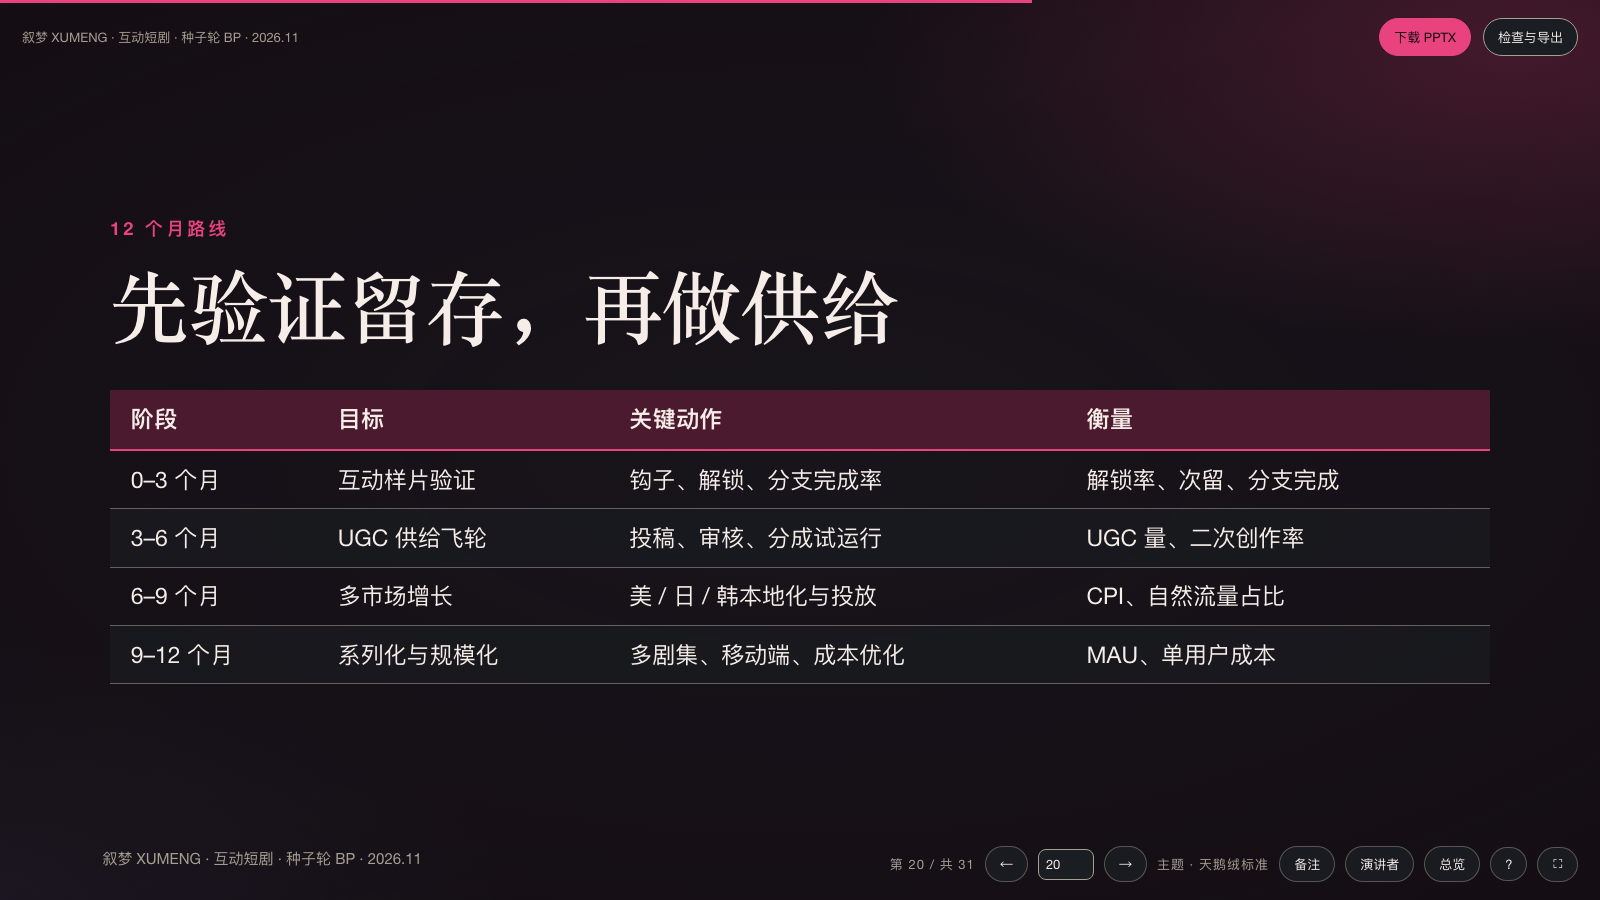 叙梦 XUMENG · 互动短剧 · 种子轮 BP · 2026.11
下载 PPTX
检查与导出
12 个月路线
先验证留存，再做供给
阶段 目标 关键动作 衡量
0–3 个月 互动样片验证 钩子、解锁、分支完成率 解锁率、次留、分支完成
3–6 个月 UGC 供给飞轮 投稿、审核、分成试运行 UGC 量、二次创作率
6–9 个月 多市场增长 美 / 日 / 韩本地化与投放 CPI、自然流量占比
9–12 个月 系列化与规模化 多剧集、移动端、成本优化 MAU、单用户成本
叙梦 XUMENG · 互动短剧 · 种子轮 BP · 2026.11
第 20 / 共 31 ← 20 → 主题 · 天鹅绒标准 备注 演讲者 总览 ?